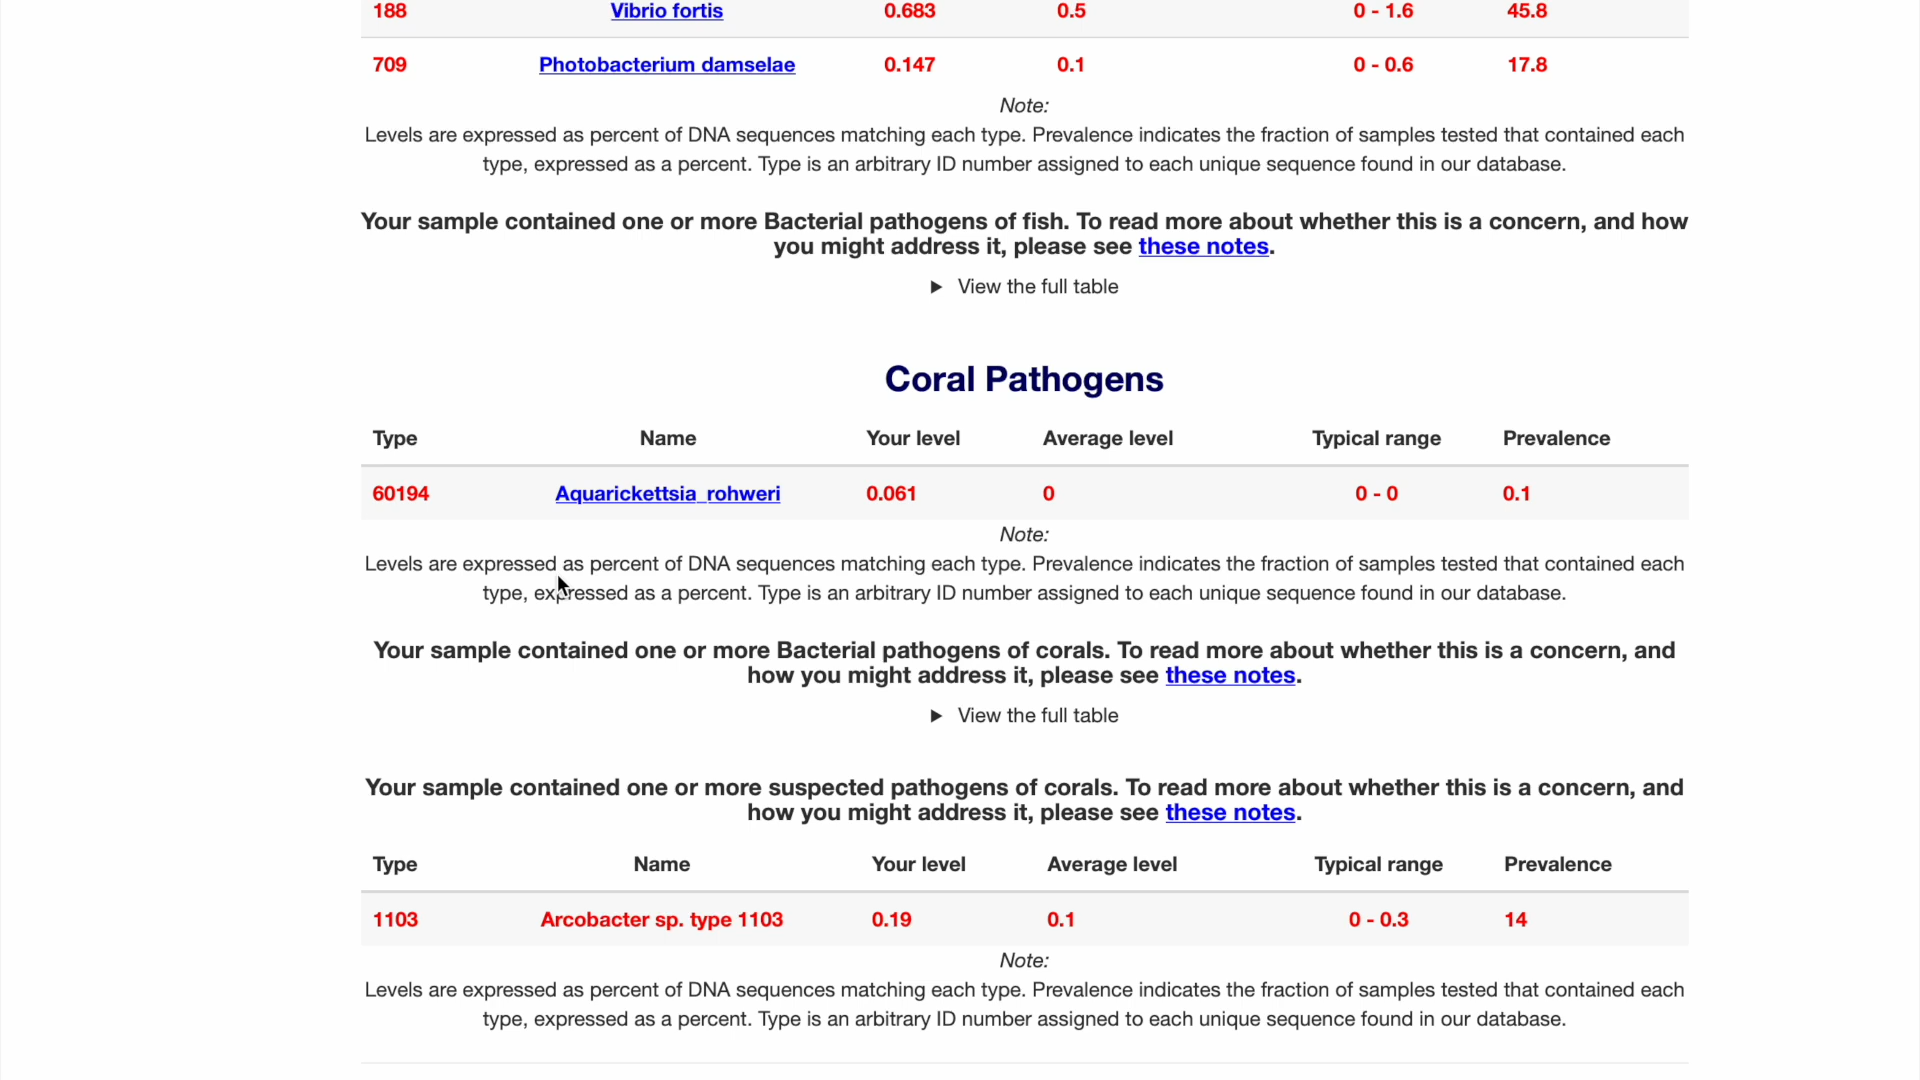 188 Vibrio fortis 0.683 0.5 0 - 1.6 45.8
709 Photobacterium damselae 0.147 0.1 0 - 0.6 17.8
Note:
Levels are expressed as percent of DNA sequences matching each type. Prevalence indicates the fraction of samples tested that contained each
type, expressed as a percent. Type is an arbitrary ID number assigned to each unique sequence found in our database.
Your sample contained one or more Bacterial pathogens of fish. To read more about whether this is a concern, and how
you might address it, please see these notes.
View the full table
Coral Pathogens
Type Name Your level Average level Typical range Prevalence
60194 Aquarickettsia_rohweri 0.061 0 0 - 0 0.1
Note:
Levels are expressed as percent of DNA sequences matching each type. Prevalence indicates the fraction of samples tested that contained each
type, expressed as a percent. Type is an arbitrary ID number assigned to each unique sequence found in our database.
Your sample contained one or more Bacterial pathogens of corals. To read more about whether this is a concern, and
how you might address it, please see these notes.
View the full table
Your sample contained one or more suspected pathogens of corals. To read more about whether this is a concern, and
how you might address it, please see these notes.
Type Name Your level Average level Typical range Prevalence
1103 Arcobacter sp. type 1103 0.19 0.1 0 - 0.3 14
Note:
Levels are expressed as percent of DNA sequences matching each type. Prevalence indicates the fraction of samples tested that contained each
type, expressed as a percent. Type is an arbitrary ID number assigned to each unique sequence found in our database.